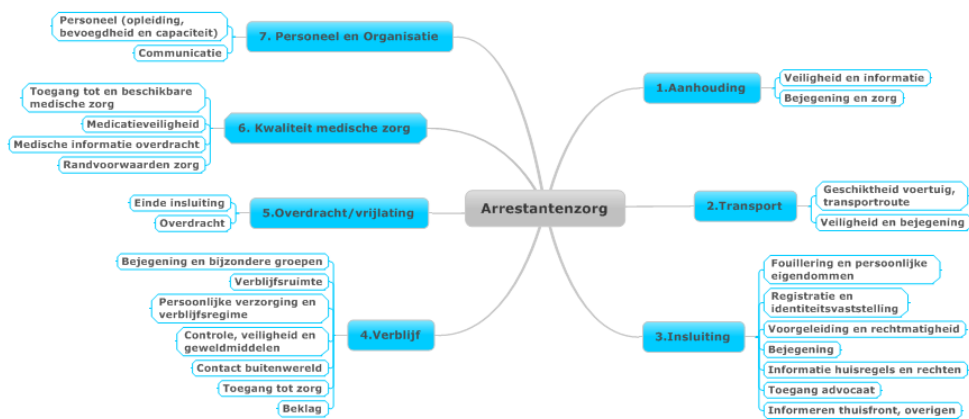 Arrestantenzorg
1.Aanhouding
Veiligheid en informatie
Bejegening en zorg
2.Transport
Geschiktheid voertuig,
transportroute
Veiligheid en bejegening
3.Insluiting
Fouillering en persoonlijke
eigendommen
Registratie en
identiteitsvaststelling
Voorgeleiding en rechtmatigheid
Bejegening
Informatie huisregels en rechten
Toegang advocaat
Informeren thuisfront, overigen
4.Verblijf
Bejegening en bijzondere groepen
Verblijfsruimte
Persoonlijke verzorging en
verblijfsregime
Controle, veiligheid en
geweldmiddelen
Contact buitenwereld
Toegang tot zorg
Beklag
5.Overdracht/vrijlating
Einde insluiting
Overdracht
6. Kwaliteit medische zorg
Toegang tot en beschikbare
medische zorg
Medicatieveiligheid
Medische informatie overdracht
Randvoorwaarden zorg
7. Personeel en Organisatie
Personeel (opleiding,
bevoegdheid en capaciteit)
Communicatie